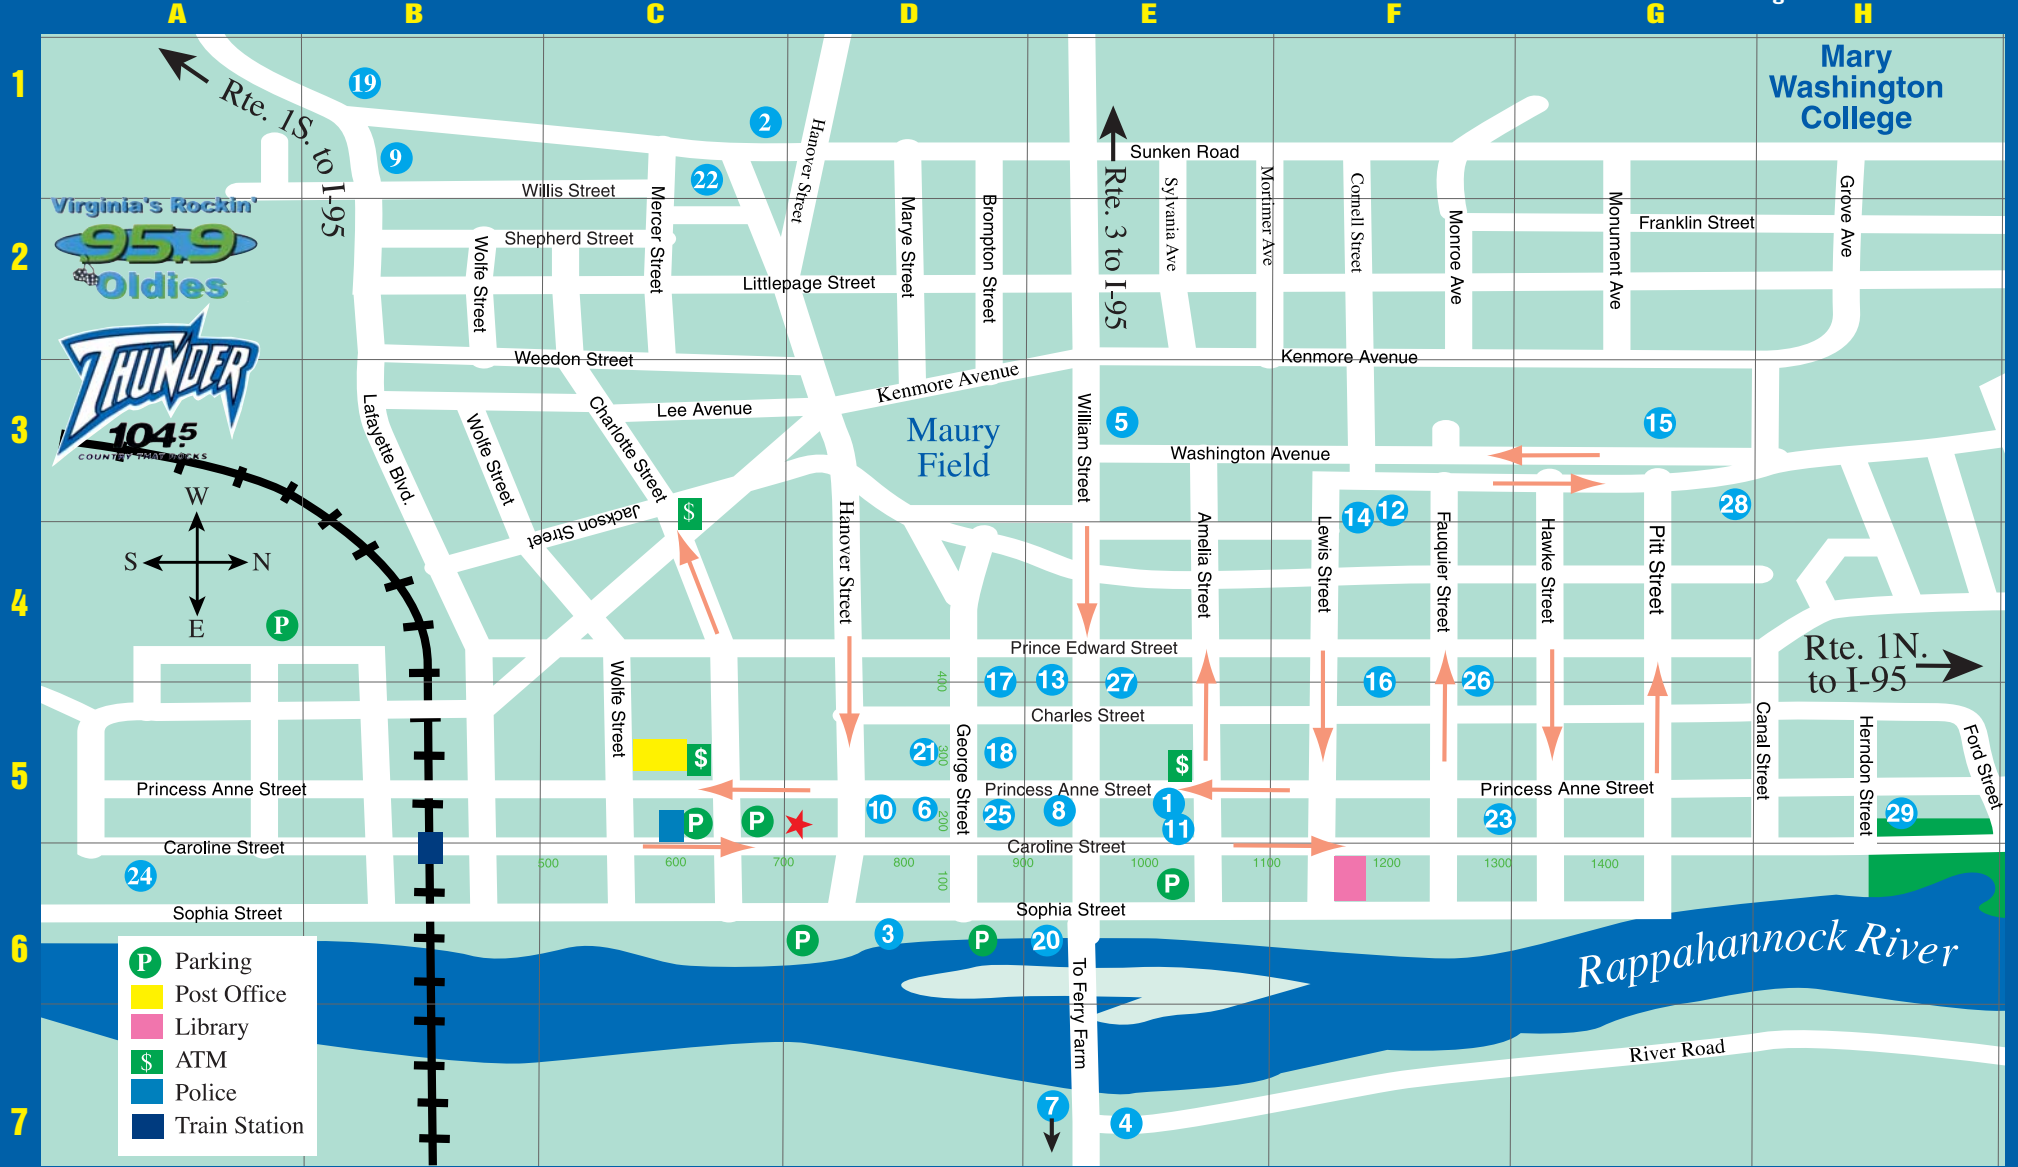 A B C D E F G H
1
2
3
4
5
6
7
Mary
Washington
College
Rte. 1S. to
I-95
Virginia's Rockin'
95.9
Oldies
THUNDER
104.5
COUNTRY THAT ROCKS
W
S N
E
Sunken Road
Willis Street
Shepherd Street
Littlepage Street
Franklin Street
Weedon Street
Kenmore Avenue
Kenmore Avenue
Lee Avenue
Maury
Field
Washington Avenue
Jackson Street
Hanover Street
Mercer Street
Wolfe Street
Marye Street
Brompton Street
Rte. 3 to I-95
Sylvania Ave
Mortimer Ave
Cornell Street
Monroe Ave
Monument Ave
Grove Ave
Lafayette Blvd.
Wolfe Street
Charlotte Street
William Street
Hanover Street
Amelia Street
Lewis Street
Fauquier Street
Hawke Street
Pitt Street
Rte. 1N.
to I-95
Prince Edward Street
Charles Street
Wolfe Street
George Street
Canal Street
Herndon Street
Ford Street
Princess Anne Street
Princess Anne Street
Princess Anne Street
Caroline Street
Caroline Street
Sophia Street
Sophia Street
400
300
200
100
500
600
700
800
900
1000
1100
1200
1300
1400
19
2
9
22
5
15
14
12
28
17
13
27
16
26
21
18
10
6
25
8
1
11
23
29
24
3
20
7
4
$
$
$
P
P
P
P
P
P
Rappahannock River
To Ferry Farm
River Road
P Parking
Post Office
Library
$ ATM
Police
Train Station